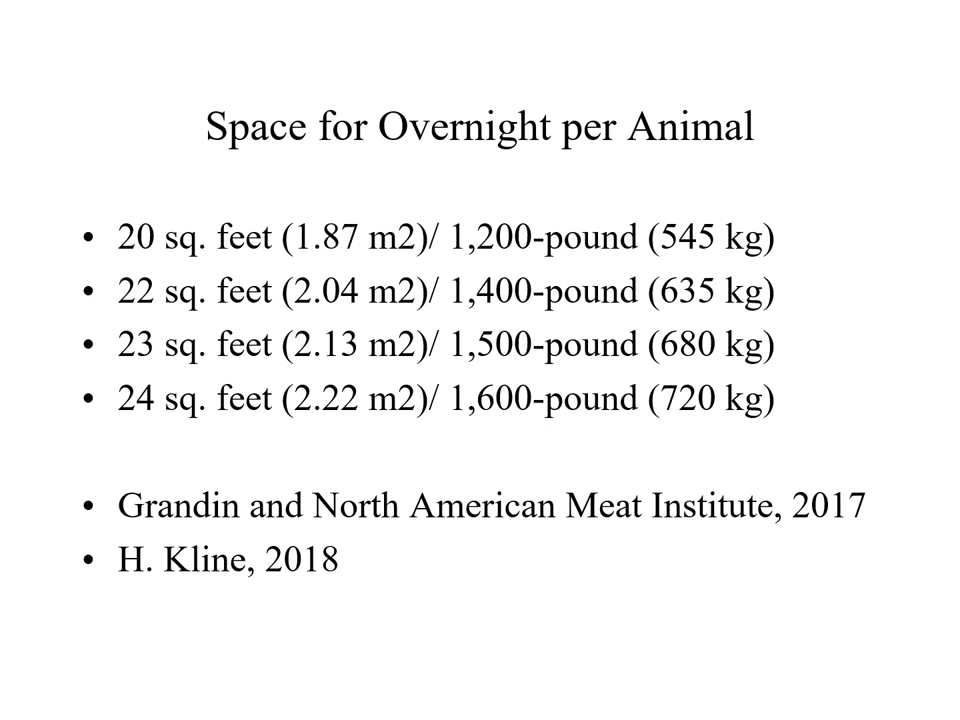 Space for Overnight per Animal
• 20 sq. feet (1.87 m2)/ 1,200-pound (545 kg)
• 22 sq. feet (2.04 m2)/ 1,400-pound (635 kg)
• 23 sq. feet (2.13 m2)/ 1,500-pound (680 kg)
• 24 sq. feet (2.22 m2)/ 1,600-pound (720 kg)
• Grandin and North American Meat Institute, 2017
• H. Kline, 2018